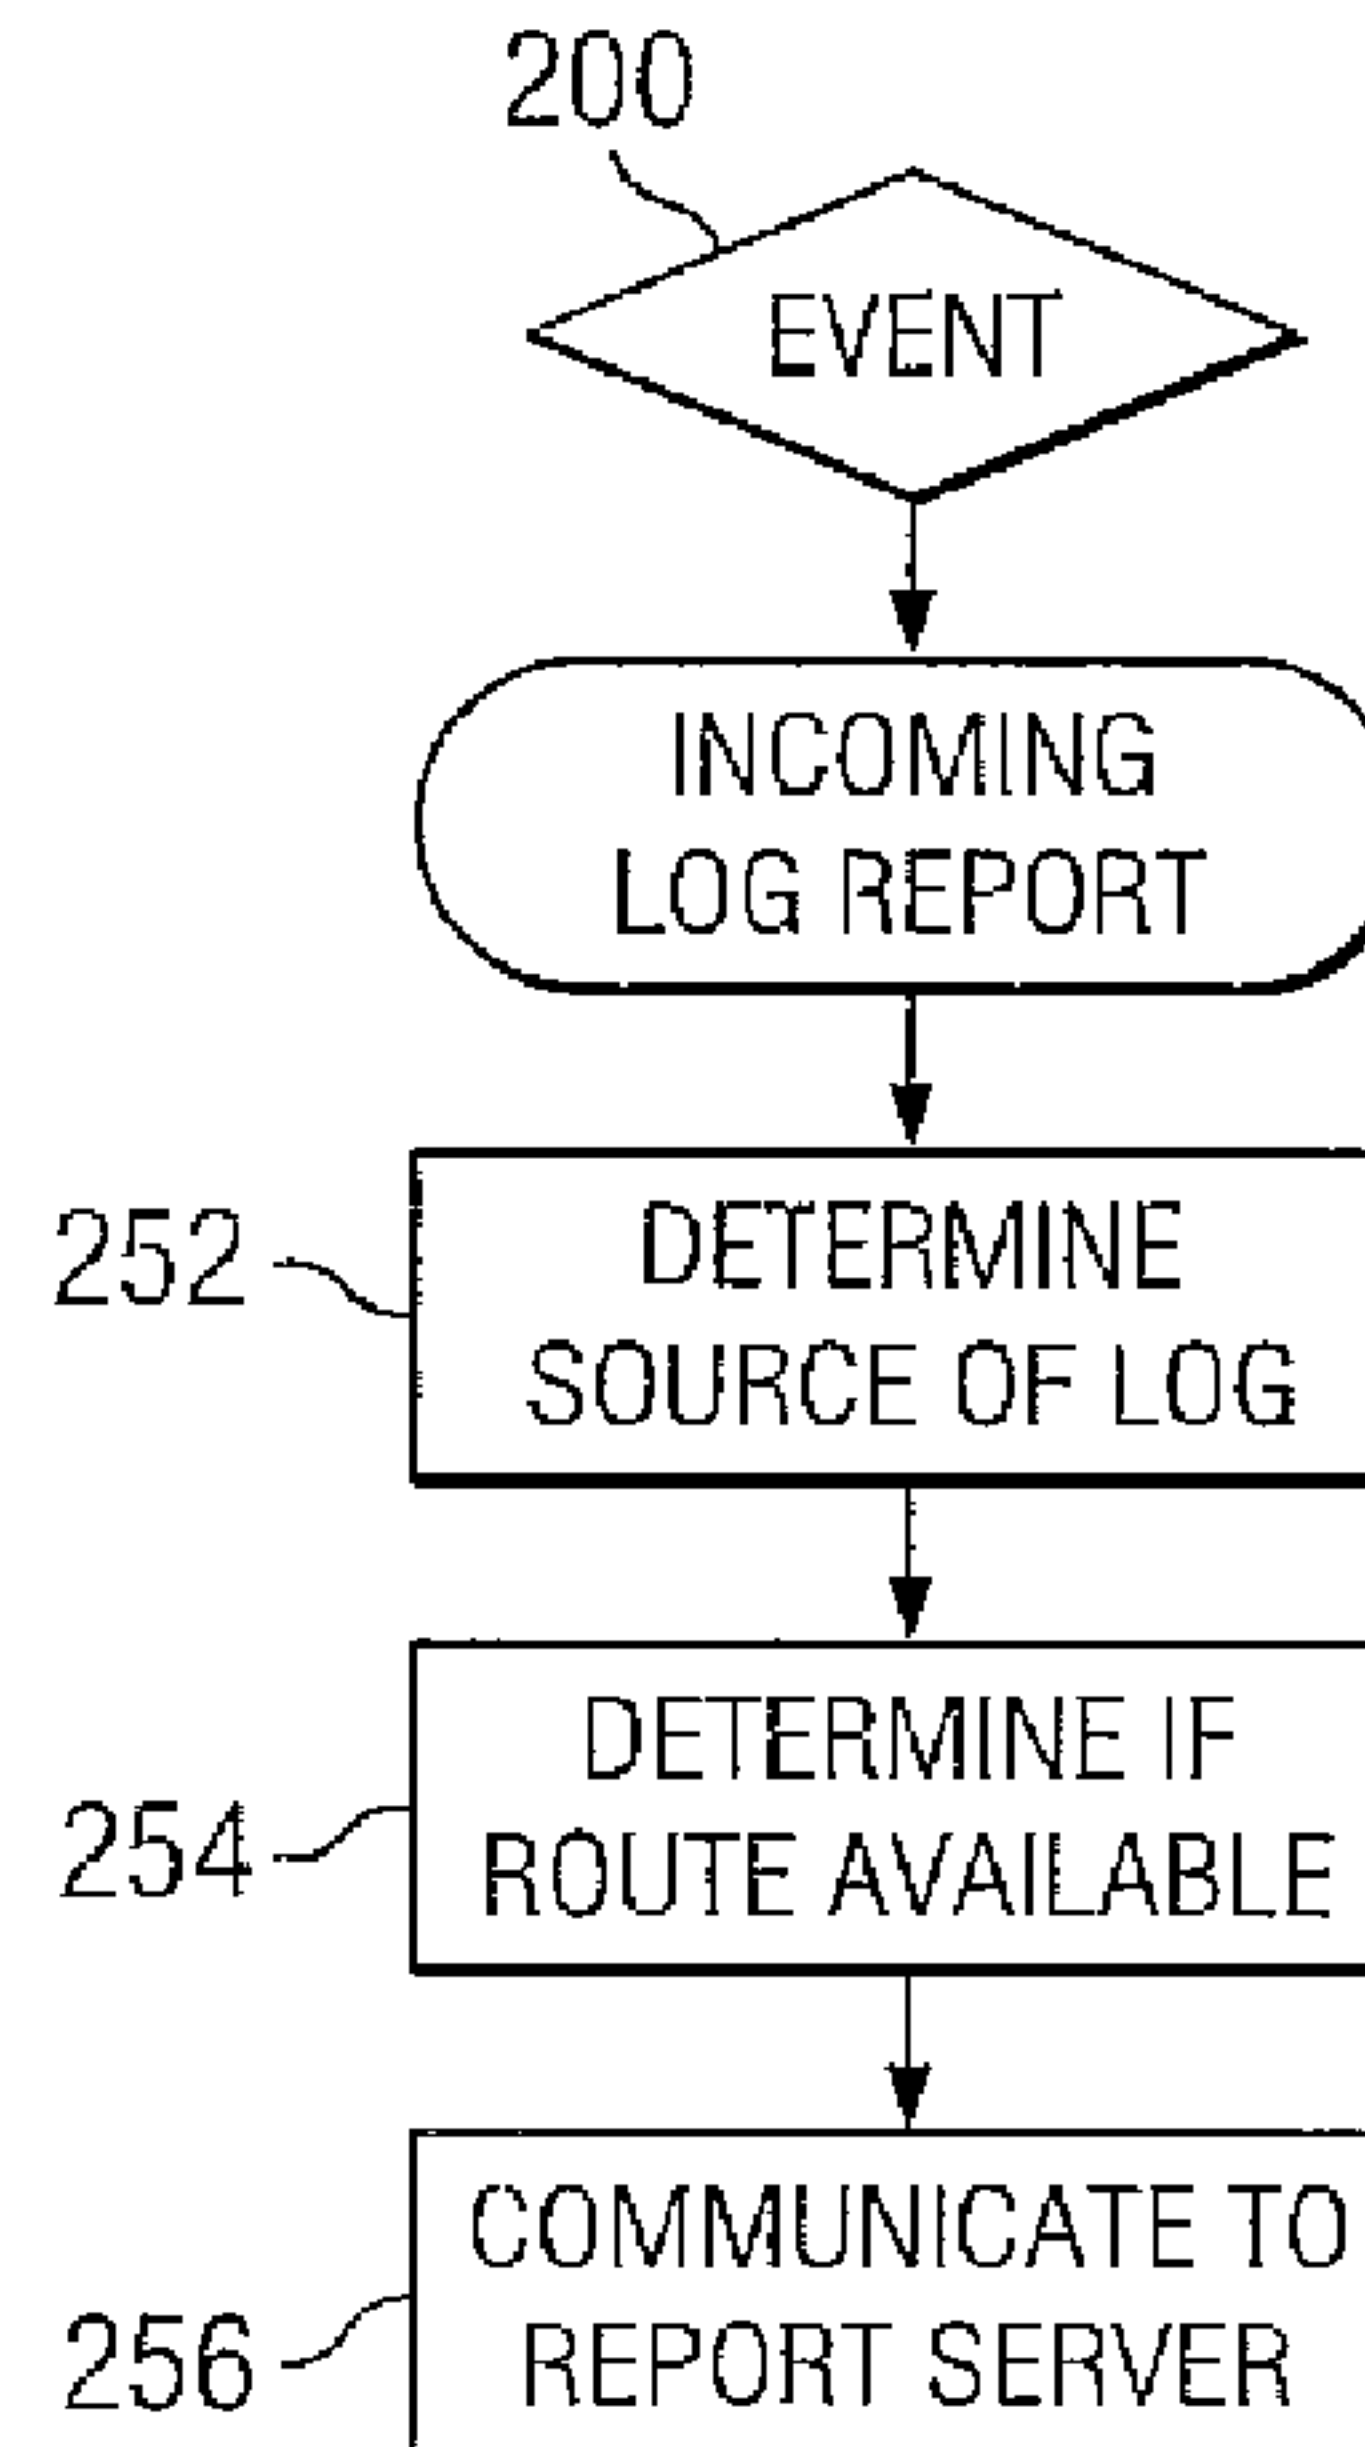 200
EVENT
INCOMING
LOG REPORT
252
DETERMINE
SOURCE OF LOG
254
DETERMINE IF
ROUTE AVAILABLE
256
COMMUNICATE TO
REPORT SERVER